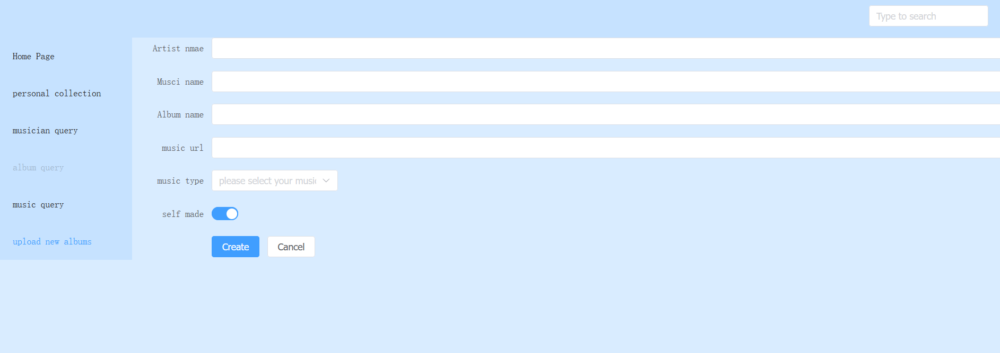 Type to search
Home Page
personal collection
musician query
album query
music query
upload new albums
Artist nmae
Musci name
Album name
music url
music type
please select your music
self made
Create
Cancel